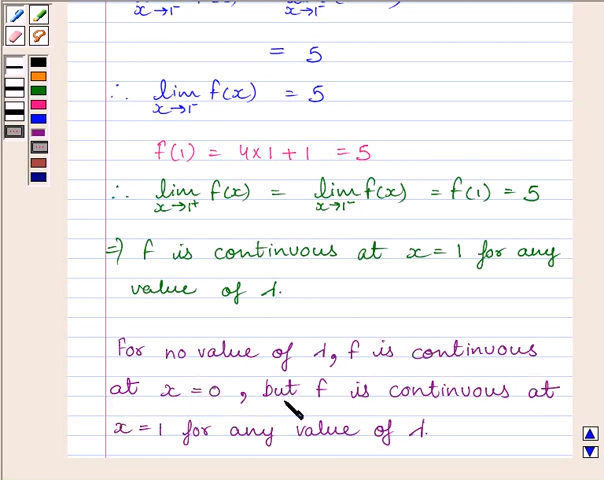 x→1⁻ x→1⁻
= 5
∴ lim f(x) = 5
x→1⁻
f(1) = 4×1+1 = 5
∴ lim f(x) = lim f(x) = f(1) = 5
x→1⁺ x→1⁻
⇒ f is continuous at x=1 for any
value of λ.
For no value of λ, f is continuous
at x=0, but f is continuous at
x=1 for any value of λ.